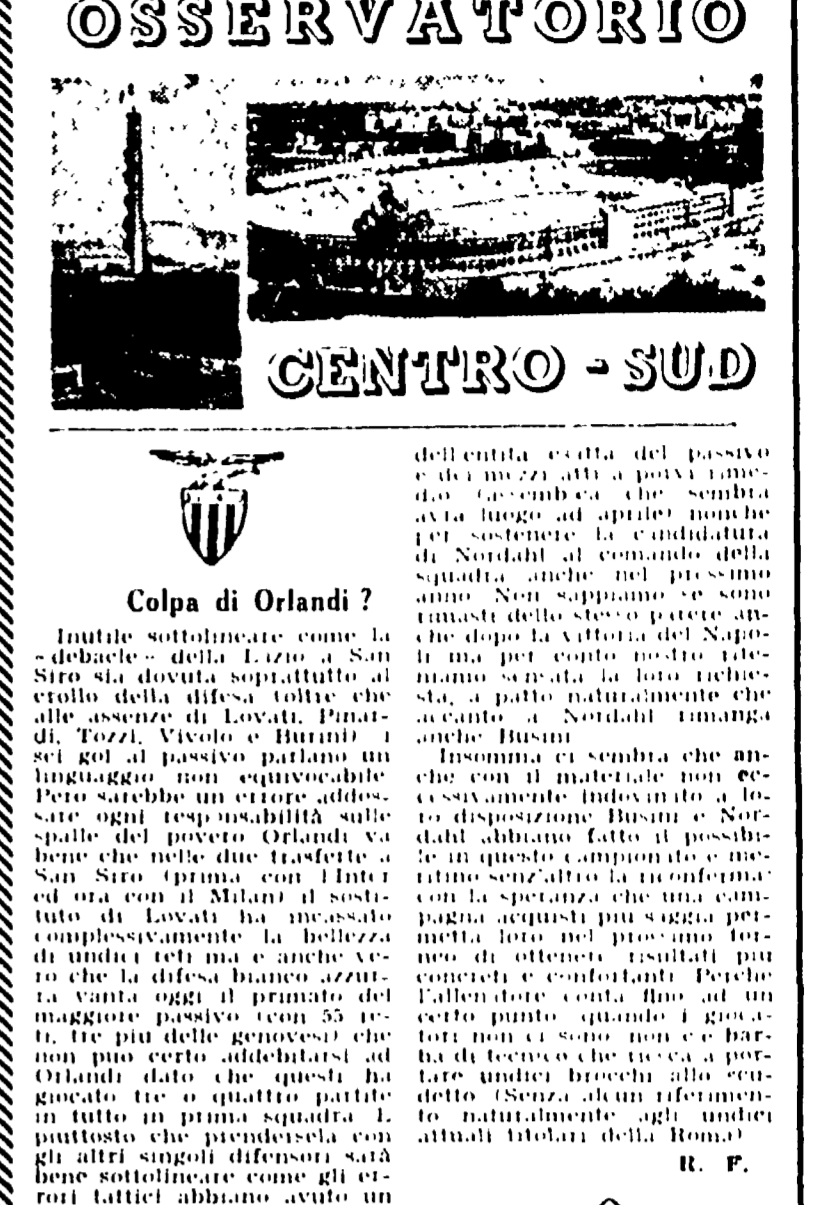 OSSERVATORIO
CENTRO - SUD
Colpa di Orlandi ?
Inutile sottolineare come la
«debacle» della Lazio a San
Siro sia dovuta soprattutto al
crollo della difesa (oltre che
alle assenze di Lovati, Pinar-
di, Tozzi, Vivolo e Burini) i
sei gol al passivo parlano un
linguaggio non equivocabile
Però sarebbe un errore addos-
sare ogni responsabilità sulle
spalle del povero Orlandi va
bene che nelle due trasferte a
San Siro (prima con l'Inter
ed ora con il Milan) il sosti-
tuto di Lovati ha incassato
complessivamente la bellezza
di undici reti ma è anche ve-
ro che la difesa bianco azzur-
ra vanta oggi il primato del
maggiore passivo (con 55 re-
ti, tre più delle genovesi) che
non può certo addebitarsi ad
Orlandi dato che questi ha
giocato tre o quattro partite
in tutto in prima squadra E
piuttosto che prendersela con
gli altri singoli difensori sarà
bene sottolineare come gli er-
rori tattici abbiano avuto un
dell'entità esatta del passivo
e dei mezzi atti a porvi rime-
dio (assemblea che sembra
avrà luogo ad aprile) nonché
per sostenere la candidatura
di Nordahl al comando della
squadra anche nel prossimo
anno Non sappiamo se sono
rimasti dello stesso parere an-
che dopo la vittoria del Napo-
li ma per conto nostro rite-
niamo sensata la loro richie-
sta, a patto naturalmente che
accanto a Nordahl rimanga
anche Busini
Insomma ci sembra che an-
che con il materiale non ec-
cessivamente indovinato a lo-
ro disposizione Busini e Nor-
dahl abbiano fatto il possibi-
le in questo campionato e me-
ritino senz'altro la riconferma:
con la speranza che una cam-
pagna acquisti più saggia per-
metta loro nel prossimo tor-
neo di ottenere risultati più
concreti e confortanti Perché
l'allenatore conta fino ad un
certo punto quando i gioca-
tori non ci sono non c'è bar-
ba di tecnico che riesca a por-
tare undici brocchi allo scu-
detto (Senza alcun riferimen-
to naturalmente agli undici
attuali titolari della Roma)
R. F.